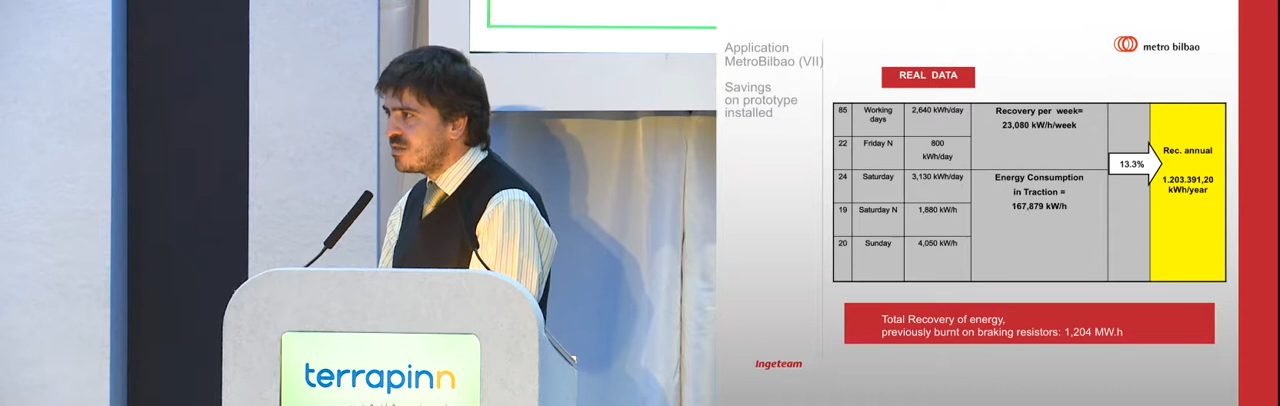 Application
MetroBilbao (VII)
Savings
on prototype
installed
metro bilbao
REAL DATA
85 Working days 2,640 kWh/day
22 Friday N 800 kWh/day
24 Saturday 3,130 kWh/day
19 Saturday N 1,880 kW/h
20 Sunday 4,050 kW/h
Recovery per week=
23,080 kW/h/week
Energy Consumption
in Traction =
167,879 kW/h
13.3%
Rec. annual
1.203.391,20
kWh/year
Total Recovery of energy,
previously burnt on braking resistors: 1,204 MW.h
Ingeteam
terrapinn